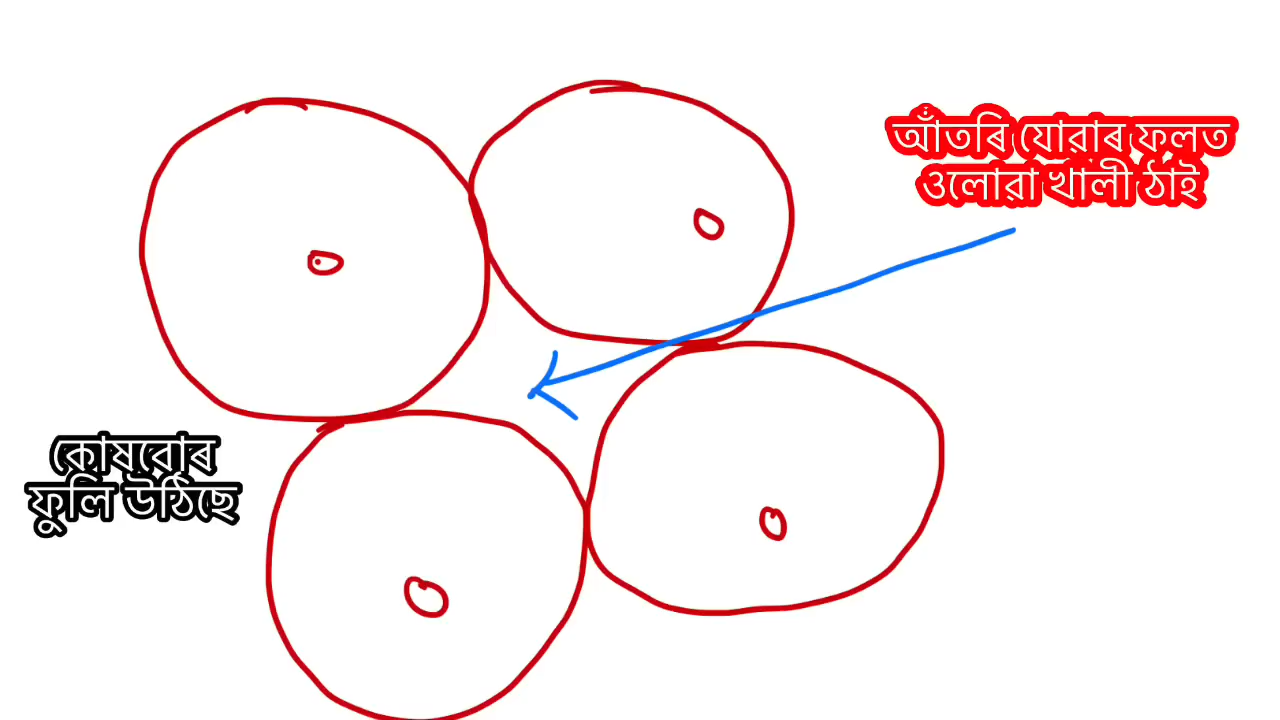 আঁতৰি যোৱাৰ ফলত
ওলোৱা খালী ঠাই
কোষবোৰ
ফুলি উঠিছে